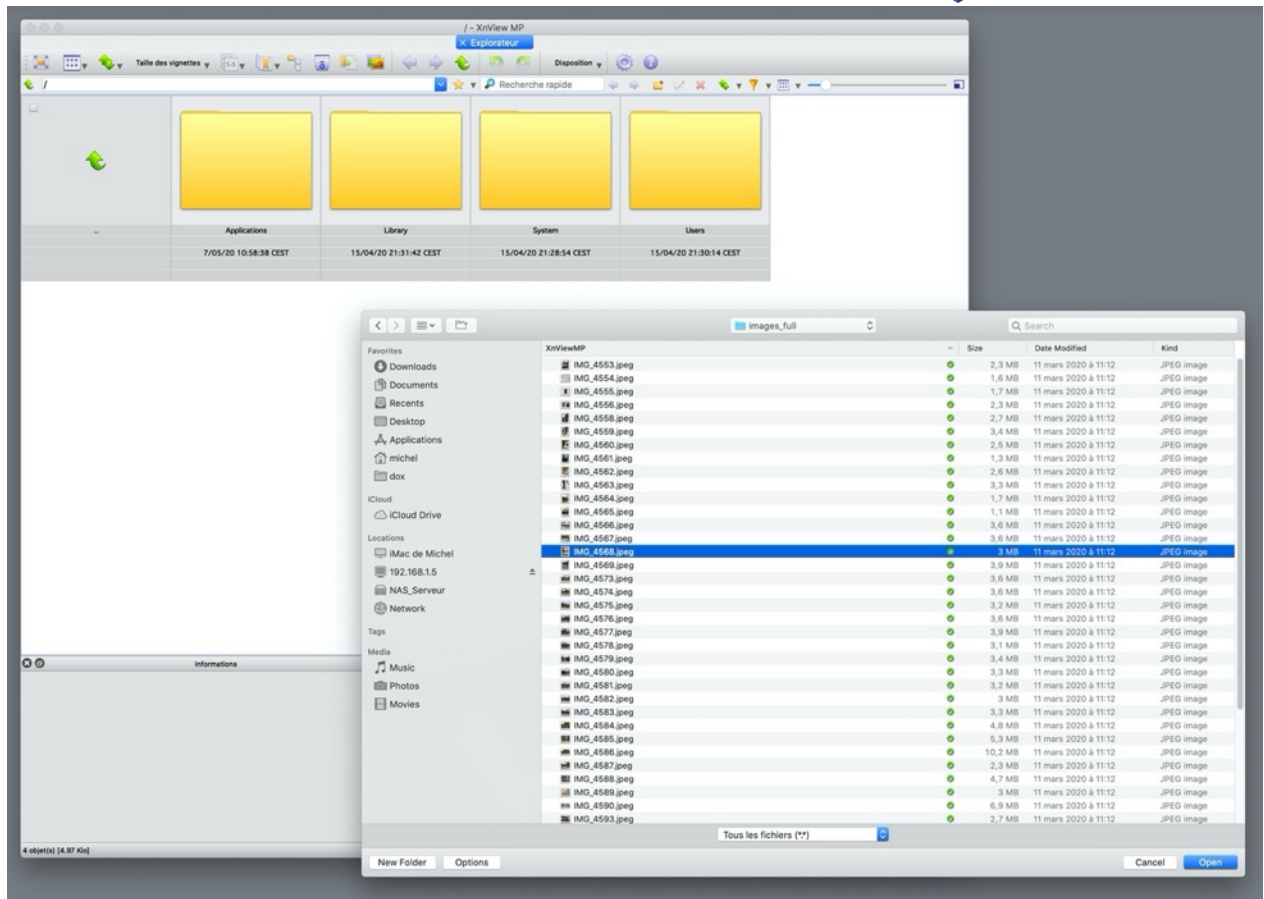 / - XnView MP
Explorateur
Taille des vignettes
Disposition
/
Recherche rapide
..
Applications
Library
System
Users
7/05/20 10:58:38 CEST
15/04/20 21:31:42 CEST
15/04/20 21:28:54 CEST
15/04/20 21:30:14 CEST
Informations
4 objet(s) [4.97 Kio]
images_full
Search
Favorites
Downloads
Documents
Recents
Desktop
Applications
michel
dox
iCloud
iCloud Drive
Locations
iMac de Michel
192.168.1.5
NAS_Serveur
Network
Tags
Media
Music
Photos
Movies
XnViewMP Size Date Modified Kind
IMG_4553.jpeg 2,3 MB 11 mars 2020 à 11:12 JPEG image
IMG_4554.jpeg 1,6 MB 11 mars 2020 à 11:12 JPEG image
IMG_4555.jpeg 1,7 MB 11 mars 2020 à 11:12 JPEG image
IMG_4556.jpeg 2,3 MB 11 mars 2020 à 11:12 JPEG image
IMG_4558.jpeg 2,7 MB 11 mars 2020 à 11:12 JPEG image
IMG_4559.jpeg 3,4 MB 11 mars 2020 à 11:12 JPEG image
IMG_4560.jpeg 2,5 MB 11 mars 2020 à 11:12 JPEG image
IMG_4561.jpeg 1,3 MB 11 mars 2020 à 11:12 JPEG image
IMG_4562.jpeg 2,6 MB 11 mars 2020 à 11:12 JPEG image
IMG_4563.jpeg 3,3 MB 11 mars 2020 à 11:12 JPEG image
IMG_4564.jpeg 1,7 MB 11 mars 2020 à 11:12 JPEG image
IMG_4565.jpeg 1,1 MB 11 mars 2020 à 11:12 JPEG image
IMG_4566.jpeg 3,6 MB 11 mars 2020 à 11:12 JPEG image
IMG_4567.jpeg 3,6 MB 11 mars 2020 à 11:12 JPEG image
IMG_4568.jpeg 3 MB 11 mars 2020 à 11:12 JPEG image
IMG_4569.jpeg 3,9 MB 11 mars 2020 à 11:12 JPEG image
IMG_4573.jpeg 3,6 MB 11 mars 2020 à 11:12 JPEG image
IMG_4574.jpeg 3,6 MB 11 mars 2020 à 11:12 JPEG image
IMG_4575.jpeg 3,2 MB 11 mars 2020 à 11:12 JPEG image
IMG_4576.jpeg 3,6 MB 11 mars 2020 à 11:12 JPEG image
IMG_4577.jpeg 3,9 MB 11 mars 2020 à 11:12 JPEG image
IMG_4578.jpeg 3,1 MB 11 mars 2020 à 11:12 JPEG image
IMG_4579.jpeg 3,4 MB 11 mars 2020 à 11:12 JPEG image
IMG_4580.jpeg 3,3 MB 11 mars 2020 à 11:12 JPEG image
IMG_4581.jpeg 3,2 MB 11 mars 2020 à 11:12 JPEG image
IMG_4582.jpeg 3 MB 11 mars 2020 à 11:12 JPEG image
IMG_4583.jpeg 3,3 MB 11 mars 2020 à 11:12 JPEG image
IMG_4584.jpeg 4,8 MB 11 mars 2020 à 11:12 JPEG image
IMG_4585.jpeg 5,3 MB 11 mars 2020 à 11:12 JPEG image
IMG_4586.jpeg 10,2 MB 11 mars 2020 à 11:12 JPEG image
IMG_4587.jpeg 2,3 MB 11 mars 2020 à 11:12 JPEG image
IMG_4588.jpeg 4,7 MB 11 mars 2020 à 11:12 JPEG image
IMG_4589.jpeg 3 MB 11 mars 2020 à 11:12 JPEG image
IMG_4590.jpeg 6,9 MB 11 mars 2020 à 11:12 JPEG image
IMG_4593.jpeg 2,7 MB 11 mars 2020 à 11:12 JPEG image
Tous les fichiers (*.*)
New Folder
Options
Cancel
Open